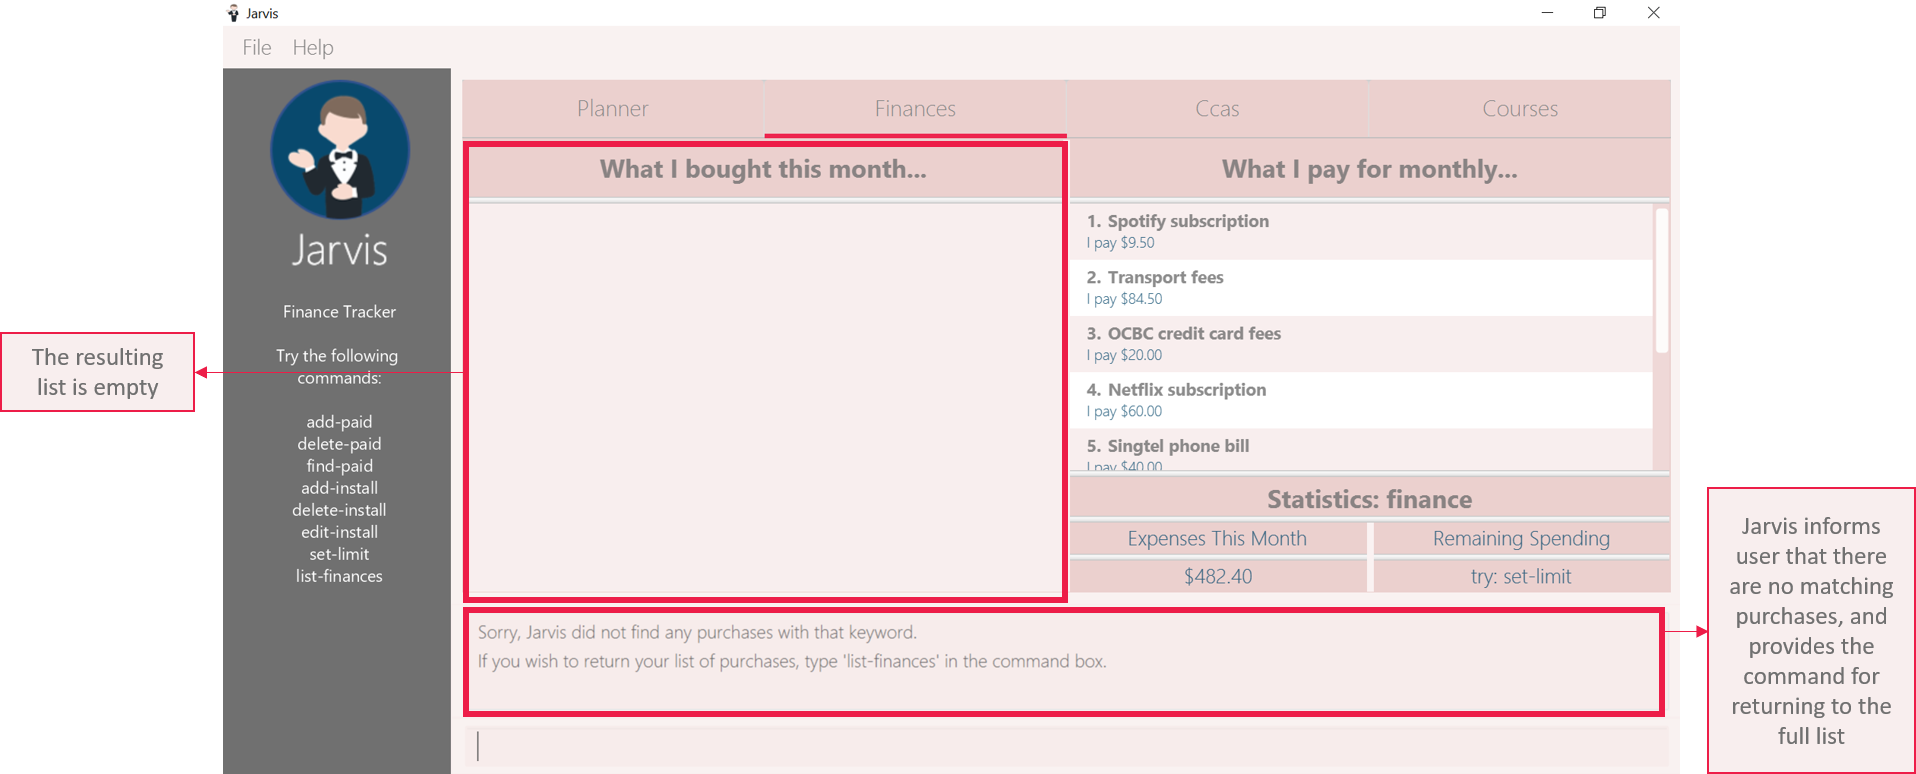 Jarvis
File Help
Jarvis
Finance Tracker
Try the following
commands:
add-paid
delete-paid
find-paid
add-install
delete-install
edit-install
set-limit
list-finances
Planner Finances Ccas Courses
What I bought this month...
What I pay for monthly...
1. Spotify subscription
I pay $9.50
2. Transport fees
I pay $84.50
3. OCBC credit card fees
I pay $20.00
4. Netflix subscription
I pay $60.00
5. Singtel phone bill
I pay $40.00
Statistics: finance
Expenses This Month Remaining Spending
$482.40 try: set-limit
Sorry, Jarvis did not find any purchases with that keyword.
If you wish to return your list of purchases, type 'list-finances' in the command box.
The resulting
list is empty
Jarvis informs
user that there
are no matching
purchases, and
provides the
command for
returning to the
full list